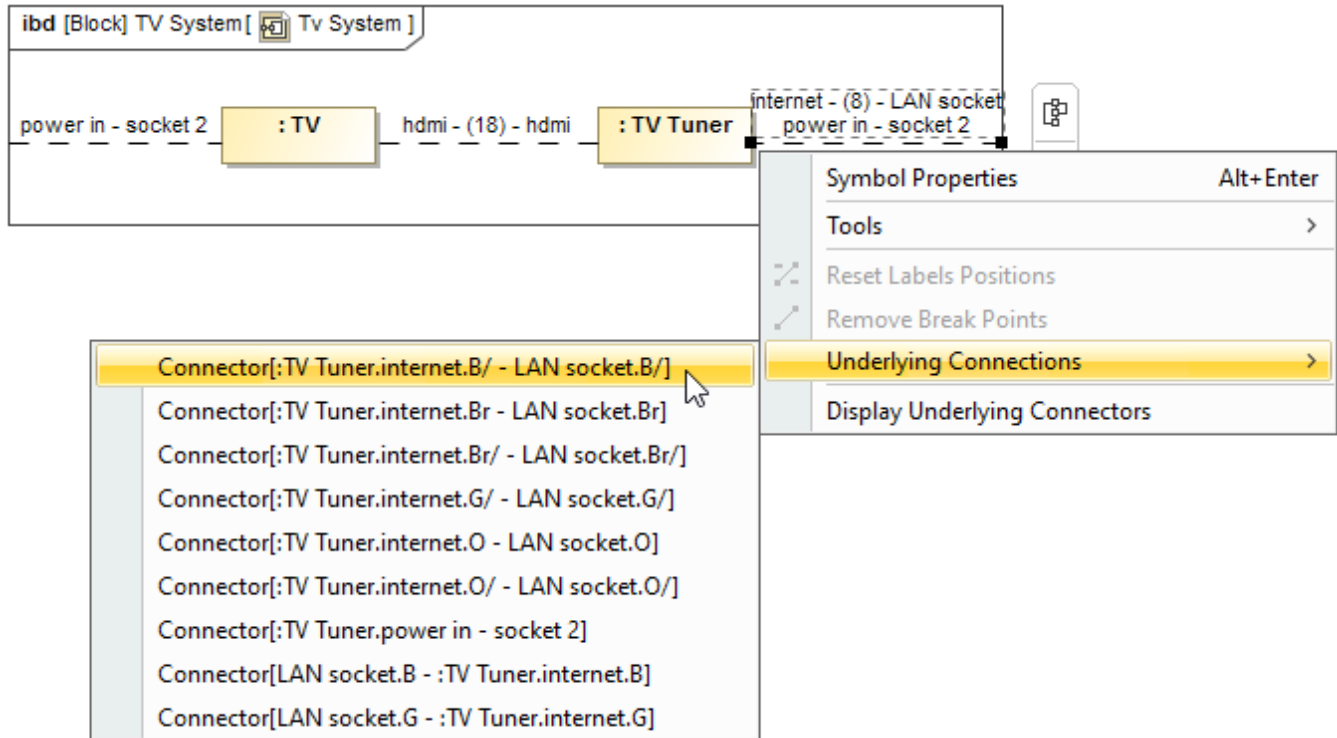 ibd [Block] TV System[ Tv System ]
internet - (8) - LAN socket
power in - socket 2
: TV
hdmi - (18) - hdmi
: TV Tuner
power in - socket 2
Symbol Properties Alt+Enter
Tools
Reset Labels Positions
Remove Break Points
Underlying Connections
Display Underlying Connectors
Connector[:TV Tuner.internet.B/ - LAN socket.B/]
Connector[:TV Tuner.internet.Br - LAN socket.Br]
Connector[:TV Tuner.internet.Br/ - LAN socket.Br/]
Connector[:TV Tuner.internet.G/ - LAN socket.G/]
Connector[:TV Tuner.internet.O - LAN socket.O]
Connector[:TV Tuner.internet.O/ - LAN socket.O/]
Connector[:TV Tuner.power in - socket 2]
Connector[LAN socket.B - :TV Tuner.internet.B]
Connector[LAN socket.G - :TV Tuner.internet.G]